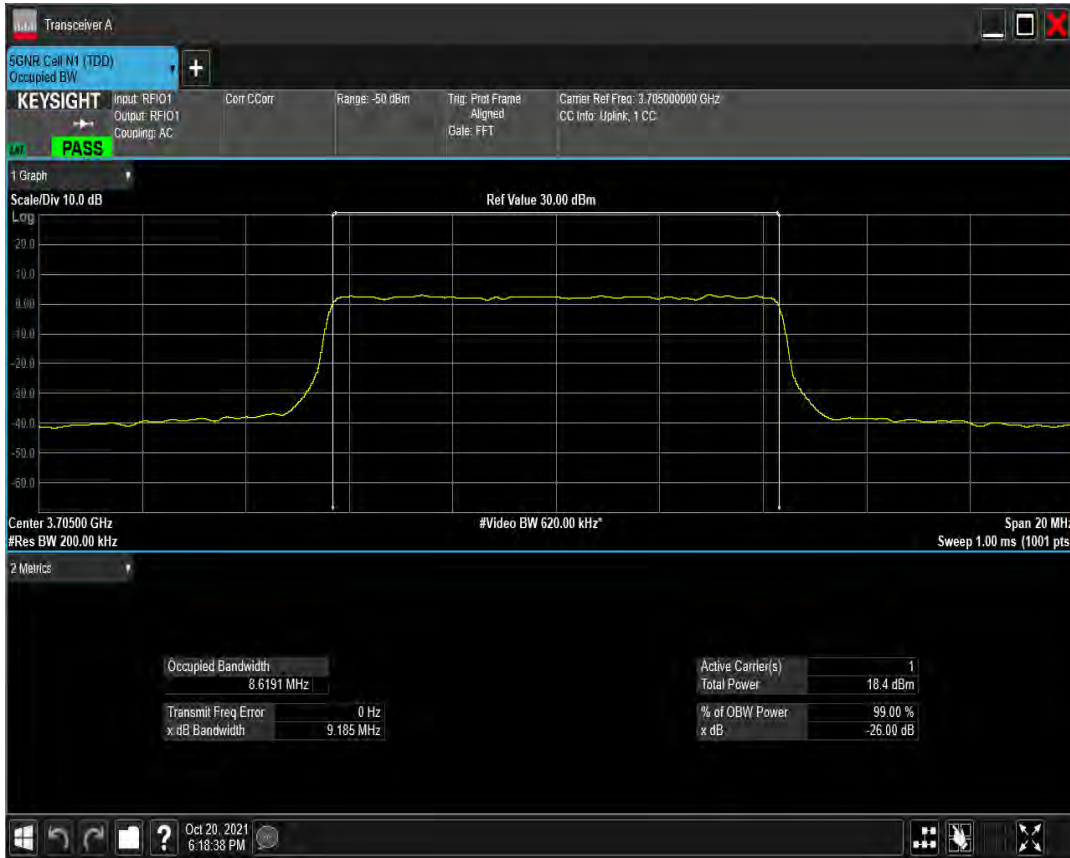 Transceiver A
5GNR Cell N1 (TDD)
Occupied BW
+
KEYSIGHT
PASS
Input: RFIO1
Output: RFIO1
Coupling: AC
Corr CCorr
Range: -50 dBm
Trig: Prot Frame
Aligned
Gate: FFT
Carrier Ref Freq: 3.705000000 GHz
CC Info: Uplink, 1 CC
1 Graph
Scale/Div 10.0 dB
Ref Value 30.00 dBm
Log
20.0
10.0
0.00
-10.0
-20.0
-30.0
-40.0
-50.0
-60.0
Center 3.70500 GHz
#Video BW 620.00 kHz*
Span 20 MHz
#Res BW 200.00 kHz
Sweep 1.00 ms (1001 pts
2 Metrics
Occupied Bandwidth
8.6191 MHz
Transmit Freq Error 0 Hz
x dB Bandwidth 9.185 MHz
Active Carrier(s) 1
Total Power 18.4 dBm
% of OBW Power 99.00 %
x dB -26.00 dB
?
Oct 20, 2021
6:18:38 PM